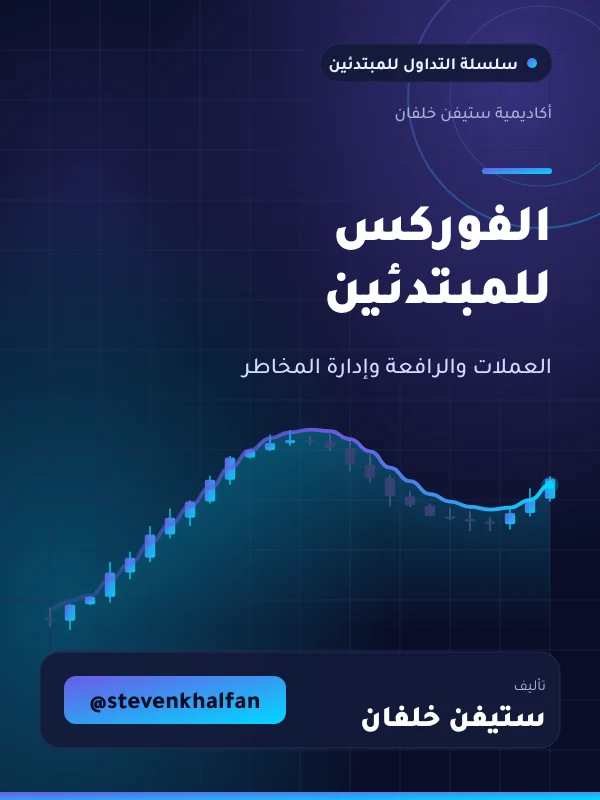 سلسلة التداول للمبتدئين
أكاديمية ستيفن خلفان
الفوركس
للمبتدئين
العملات والرافعة وإدارة المخاطر
تأليف
ستيفن خلفان
@stevenkhalfan